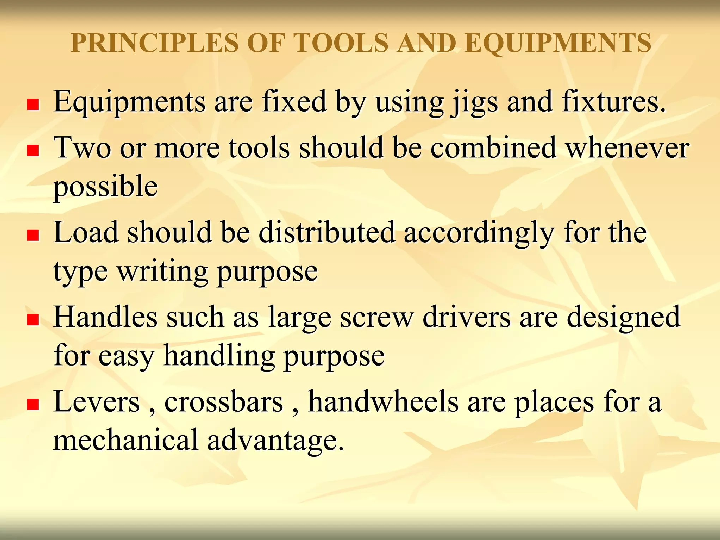 PRINCIPLES OF TOOLS AND EQUIPMENTS
Equipments are fixed by using jigs and fixtures.
Two or more tools should be combined whenever
possible
Load should be distributed accordingly for the
type writing purpose
Handles such as large screw drivers are designed
for easy handling purpose
Levers , crossbars , handwheels are places for a
mechanical advantage.